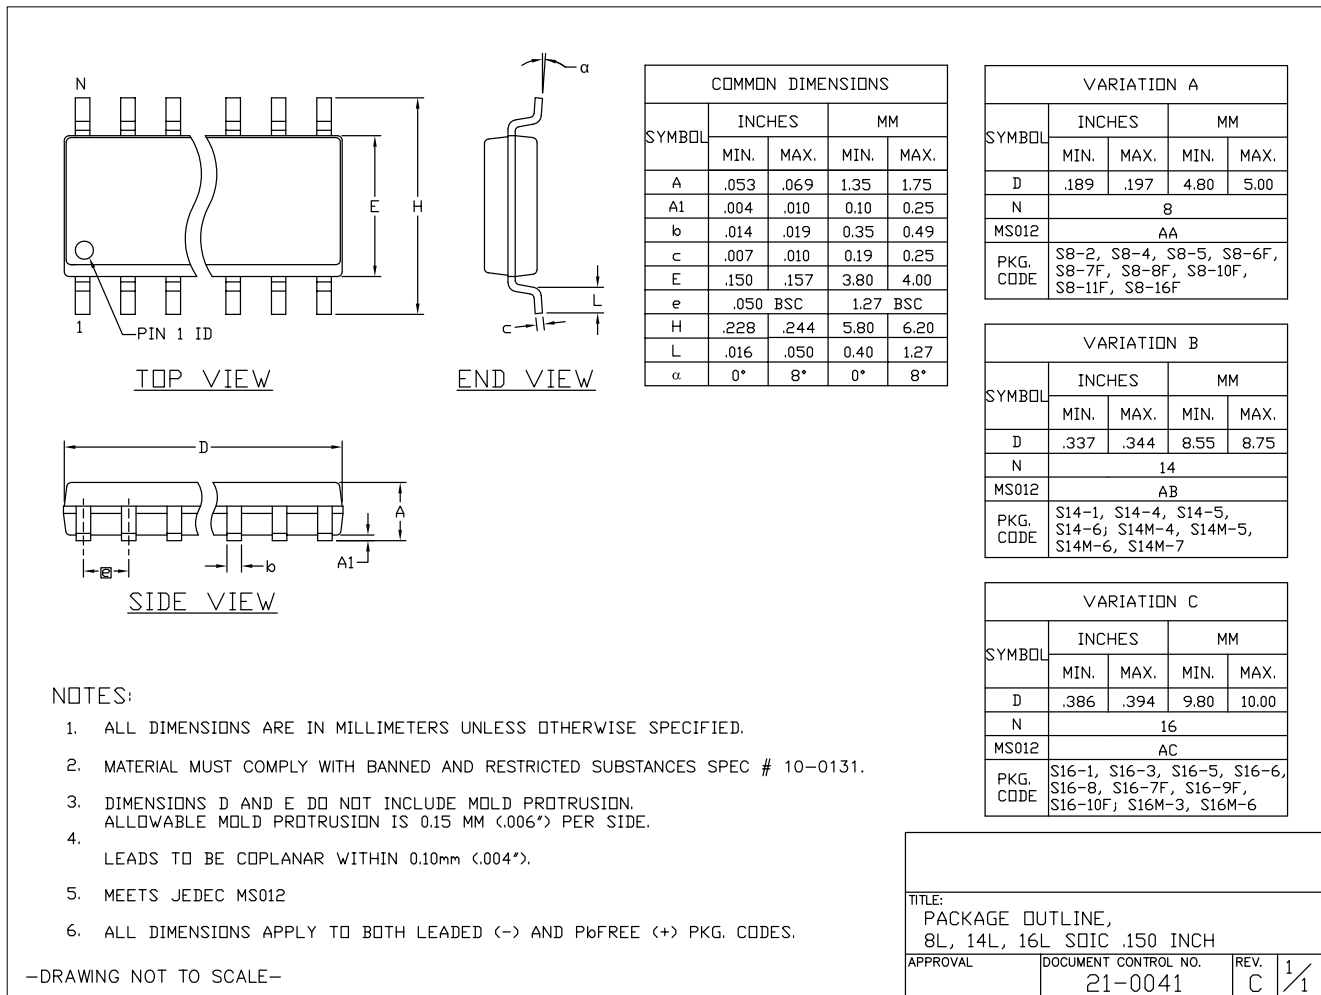 N
α
E
H
L
c
1
PIN 1 ID
TOP VIEW
END VIEW
COMMON DIMENSIONS
SYMBOL INCHES MM
MIN. MAX. MIN. MAX.
A .053 .069 1.35 1.75
A1 .004 .010 0.10 0.25
b .014 .019 0.35 0.49
c .007 .010 0.19 0.25
E .150 .157 3.80 4.00
e .050 BSC 1.27 BSC
H .228 .244 5.80 6.20
L .016 .050 0.40 1.27
α 0° 8° 0° 8°
VARIATION A
SYMBOL INCHES MM
MIN. MAX. MIN. MAX.
D .189 .197 4.80 5.00
N 8
MS012 AA
PKG. CODE
S8-2, S8-4, S8-5, S8-6F,
S8-7F, S8-8F, S8-10F,
S8-11F, S8-16F
VARIATION B
SYMBOL INCHES MM
MIN. MAX. MIN. MAX.
D .337 .344 8.55 8.75
N 14
MS012 AB
PKG. CODE
S14-1, S14-4, S14-5,
S14-6; S14M-4, S14M-5,
S14M-6, S14M-7
VARIATION C
SYMBOL INCHES MM
MIN. MAX. MIN. MAX.
D .386 .394 9.80 10.00
N 16
MS012 AC
PKG. CODE
S16-1, S16-3, S16-5, S16-6,
S16-8, S16-7F, S16-9F,
S16-10F; S16M-3, S16M-6
D
A
A1
e
b
SIDE VIEW
NOTES:
1. ALL DIMENSIONS ARE IN MILLIMETERS UNLESS OTHERWISE SPECIFIED.
2. MATERIAL MUST COMPLY WITH BANNED AND RESTRICTED SUBSTANCES SPEC # 10-0131.
3. DIMENSIONS D AND E DO NOT INCLUDE MOLD PROTRUSION.
ALLOWABLE MOLD PROTRUSION IS 0.15 MM (.006") PER SIDE.
4.
LEADS TO BE COPLANAR WITHIN 0.10mm (.004").
5. MEETS JEDEC MS012
6. ALL DIMENSIONS APPLY TO BOTH LEADED (-) AND PbFREE (+) PKG. CODES.
-DRAWING NOT TO SCALE-
TITLE:
PACKAGE OUTLINE,
8L, 14L, 16L SOIC .150 INCH
APPROVAL
DOCUMENT CONTROL NO.
21-0041
REV.
C
1/1